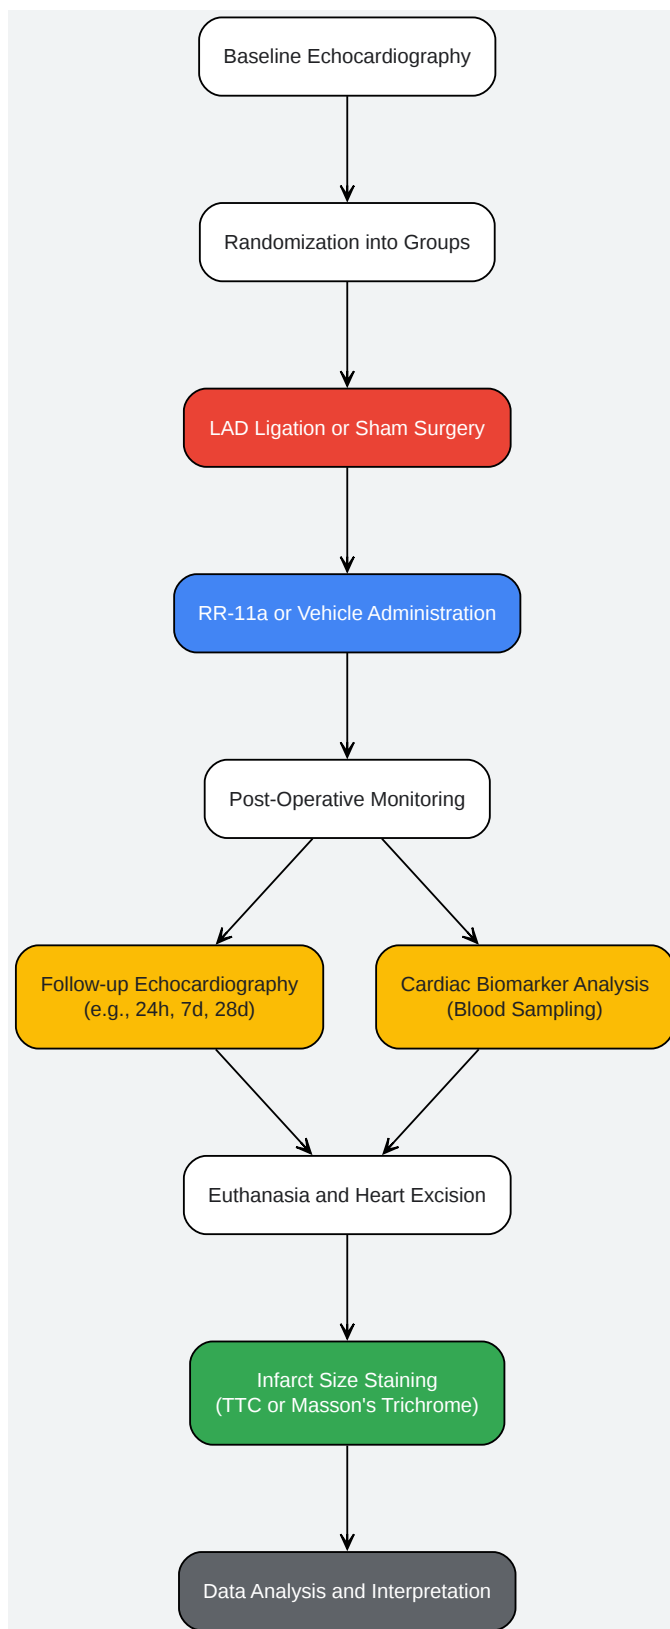 Baseline Echocardiography
Randomization into Groups
LAD Ligation or Sham Surgery
RR-11a or Vehicle Administration
Post-Operative Monitoring
Follow-up Echocardiography
(e.g., 24h, 7d, 28d)
Cardiac Biomarker Analysis
(Blood Sampling)
Euthanasia and Heart Excision
Infarct Size Staining
(TTC or Masson's Trichrome)
Data Analysis and Interpretation